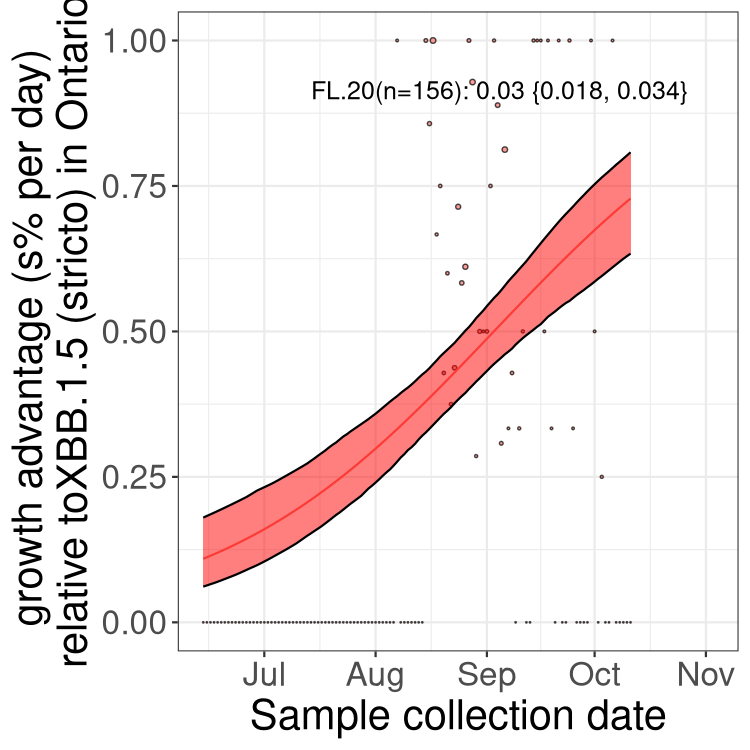 growth advantage (s% per day)
relative toXBB.1.5 (stricto) in Ontario
1.00
0.75
0.50
0.25
0.00
FL.20(n=156): 0.03 {0.018, 0.034}
Jul Aug Sep Oct Nov
Sample collection date